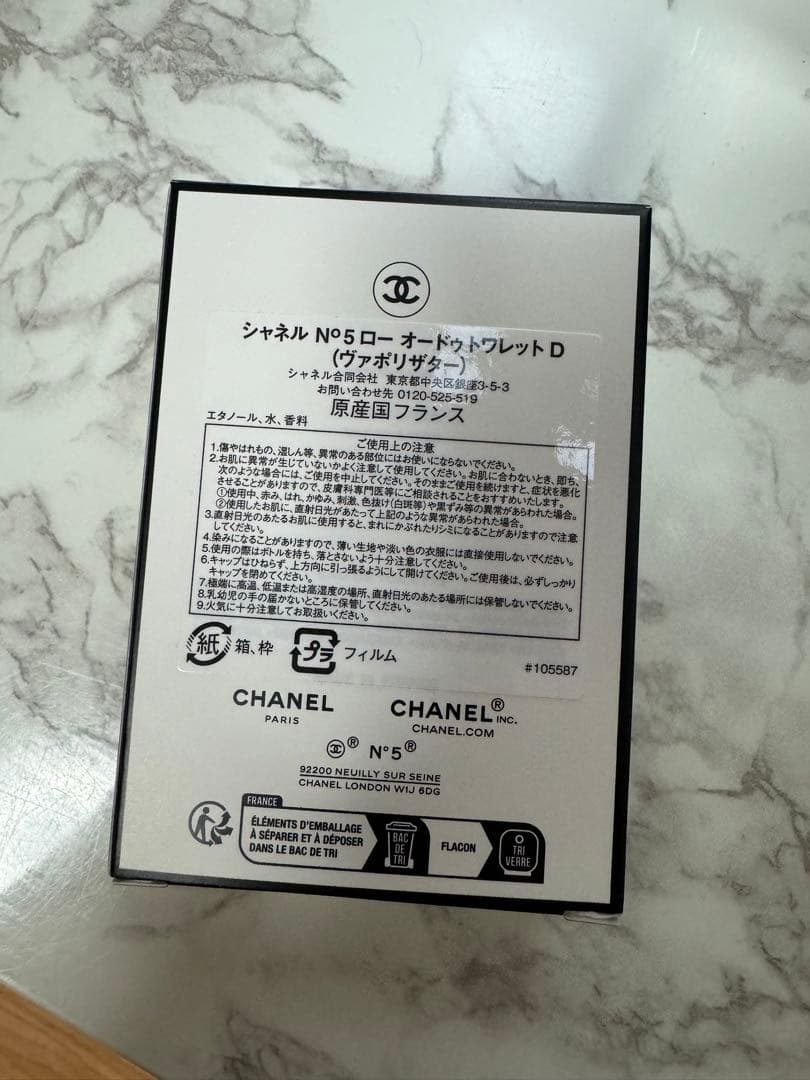 シャネル N°5 ロー オードゥトワレット D
(ヴァポリザター)
シャネル合同会社 東京都中央区銀座3-5-3
お問い合わせ先 0120-525-519
原産国フランス
エタノール、水、香料
ご使用上の注意
1.傷やはれもの、湿しん等、異常のある部位にはお使いにならないでください。
2.お肌に異常が生じていないかよく注意して使用してください。お肌に合わないとき、即ち、
次のような場合には、ご使用を中止してください。そのままご使用を続けますと、症状を悪化
させることがありますので、皮膚科専門医等にご相談されることをおすすめいたします。
①使用中、赤み、はれ、かゆみ、刺激、色抜け(白斑等)や黒ずみ等の異常があらわれた場合。
②使用したお肌に、直射日光があたって上記のような異常があらわれた場合。
3.直射日光のあたるお肌に使用すると、まれにかぶれたりシミになることがありますので注意
してください。
4.染みになることがありますので、薄い生地や淡い色の衣服には直接使用しないでください。
5.使用の際はボトルを持ち、落とさないよう十分注意してください。
6.キャップはひねらず、上方向に引っ張るようにして開けてください。ご使用後は、必ずしっかり
キャップを閉めてください。
7.極端に高温、低温または高湿度の場所、直射日光のあたる場所には保管しないでください。
8.乳幼児の手の届かないところに保管してください。
9.火気に十分注意してお取扱いください。
紙 箱、枠 プラ フィルム
#105587
CHANEL CHANEL® INC.
PARIS CHANEL.COM
® N°5®
92200 NEUILLY SUR SEINE
CHANEL LONDON W1J 6DG
FRANCE
ÉLÉMENTS D'EMBALLAGE
À SÉPARER ET À DÉPOSER
DANS LE BAC DE TRI
BAC
DE
TRI
FLACON
TRI
VERRE